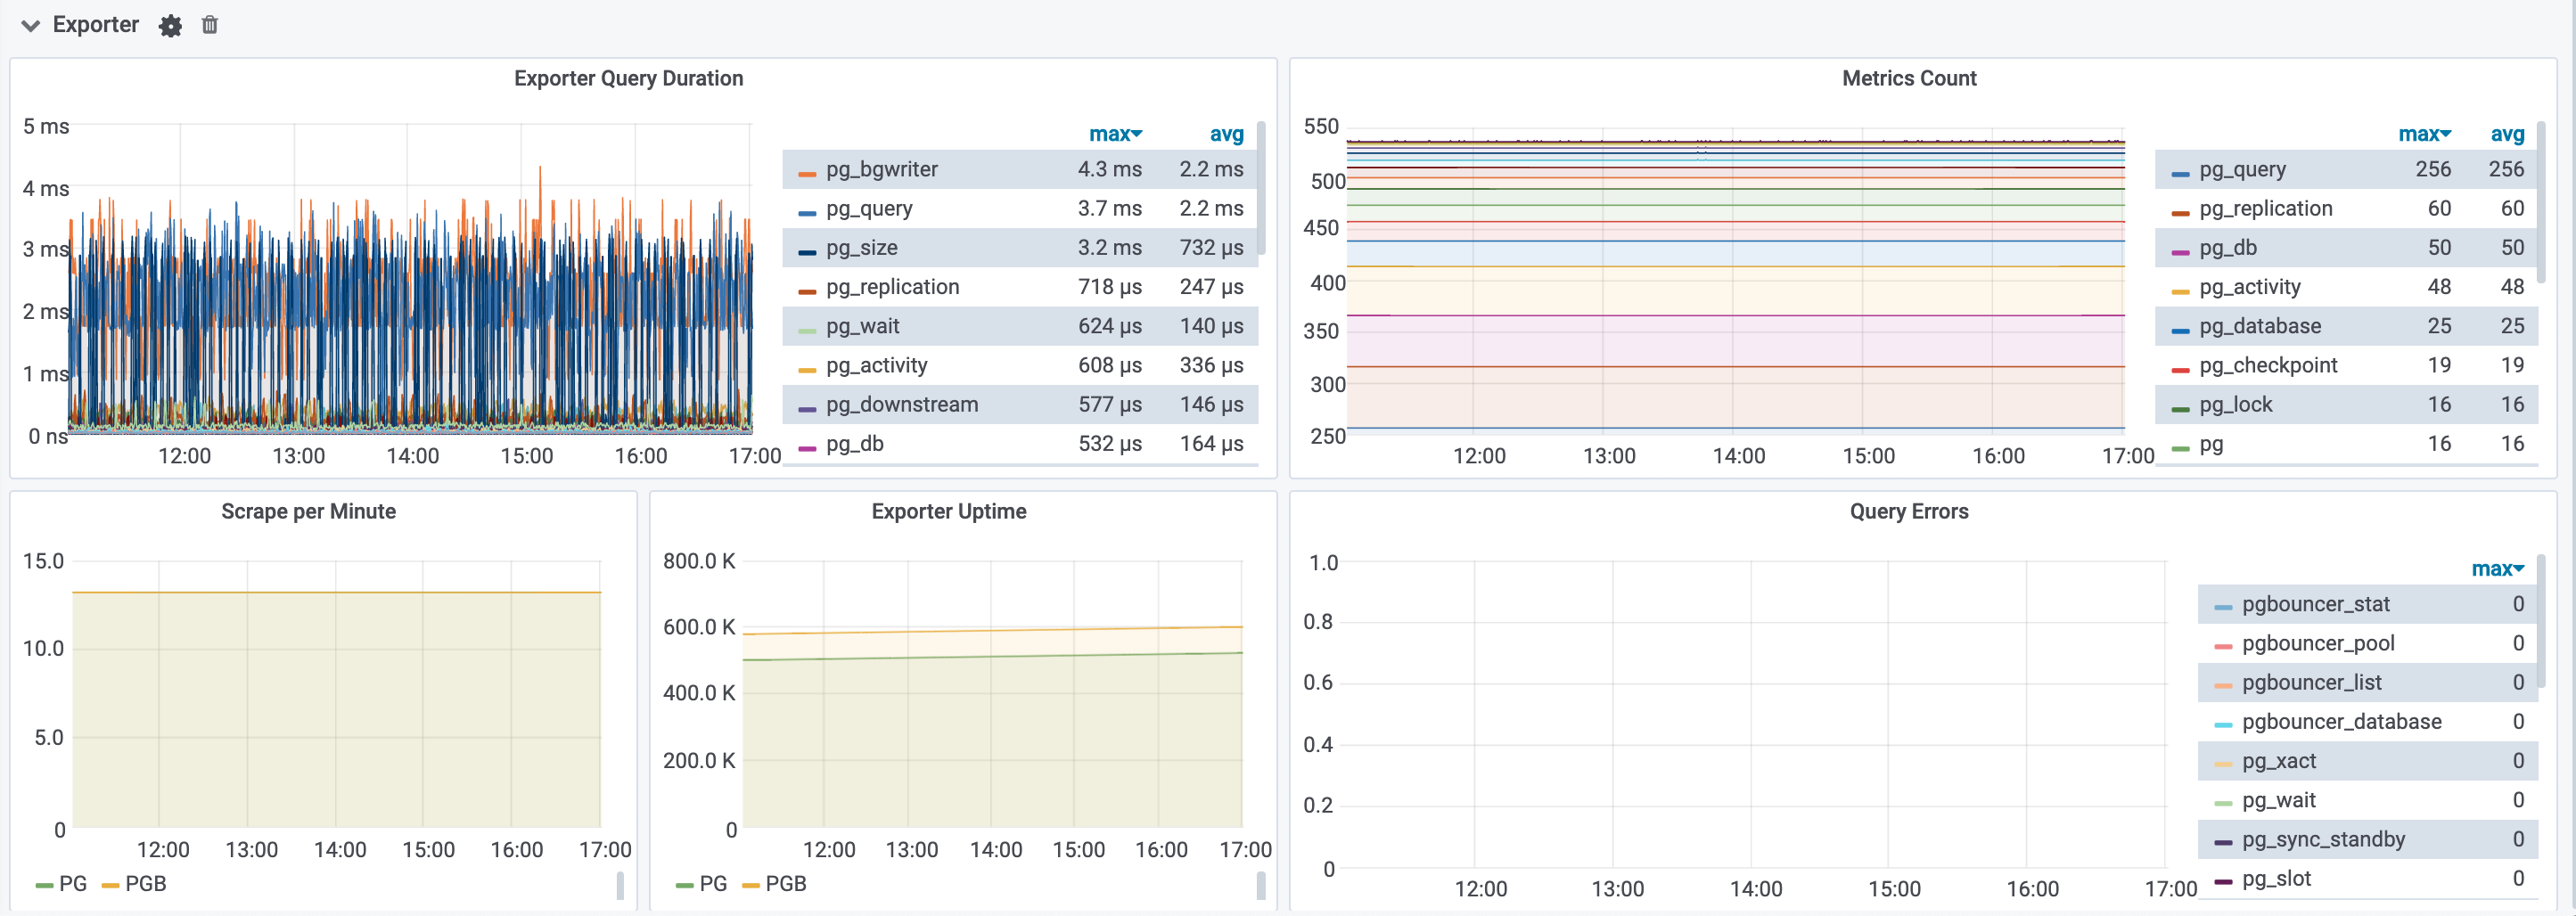 Exporter
Exporter Query Duration
5 ms
4 ms
3 ms
2 ms
1 ms
0 ns
12:00 13:00 14:00 15:00 16:00 17:00
max avg
pg_bgwriter 4.3 ms 2.2 ms
pg_query 3.7 ms 2.2 ms
pg_size 3.2 ms 732 µs
pg_replication 718 µs 247 µs
pg_wait 624 µs 140 µs
pg_activity 608 µs 336 µs
pg_downstream 577 µs 146 µs
pg_db 532 µs 164 µs
Metrics Count
550
500
450
400
350
300
250
12:00 13:00 14:00 15:00 16:00 17:00
max avg
pg_query 256 256
pg_replication 60 60
pg_db 50 50
pg_activity 48 48
pg_database 25 25
pg_checkpoint 19 19
pg_lock 16 16
pg 16 16
Scrape per Minute
15.0
10.0
5.0
0
12:00 13:00 14:00 15:00 16:00 17:00
PG PGB
Exporter Uptime
800.0 K
600.0 K
400.0 K
200.0 K
0
12:00 13:00 14:00 15:00 16:00 17:00
PG PGB
Query Errors
1.0
0.8
0.6
0.4
0.2
0
12:00 13:00 14:00 15:00 16:00 17:00
max
pgbouncer_stat 0
pgbouncer_pool 0
pgbouncer_list 0
pgbouncer_database 0
pg_xact 0
pg_wait 0
pg_sync_standby 0
pg_slot 0